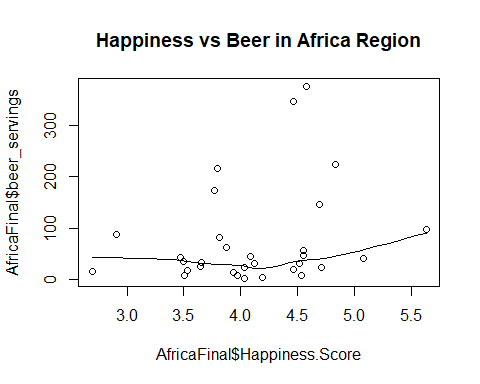 Happiness vs Beer in Africa Region
AfricaFinal$beer_servings
300
200
100
0
3.0 3.5 4.0 4.5 5.0 5.5
AfricaFinal$Happiness.Score